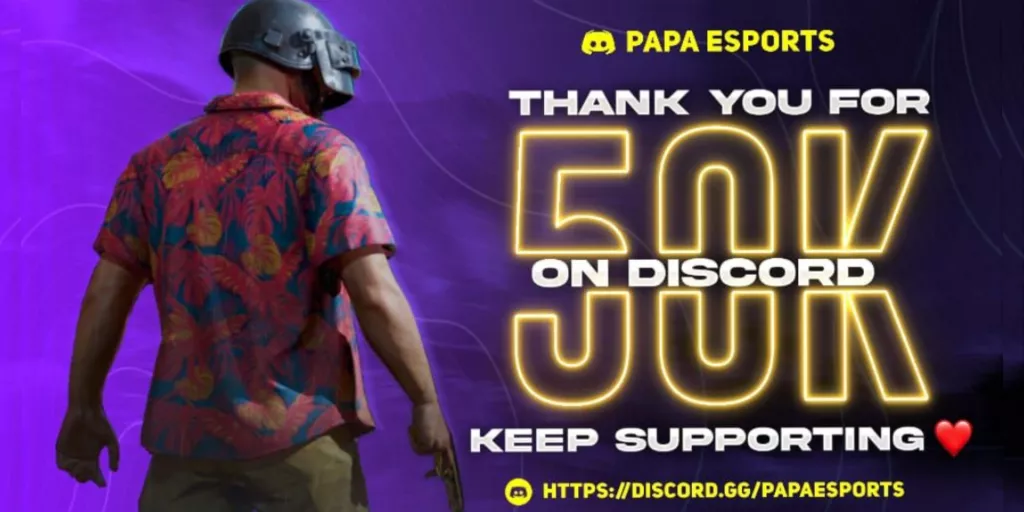 PAPA ESPORTS
THANK YOU FOR
50K
ON DISCORD
KEEP SUPPORTING ❤️
HTTPS://DISCORD.GG/PAPAESPORTS